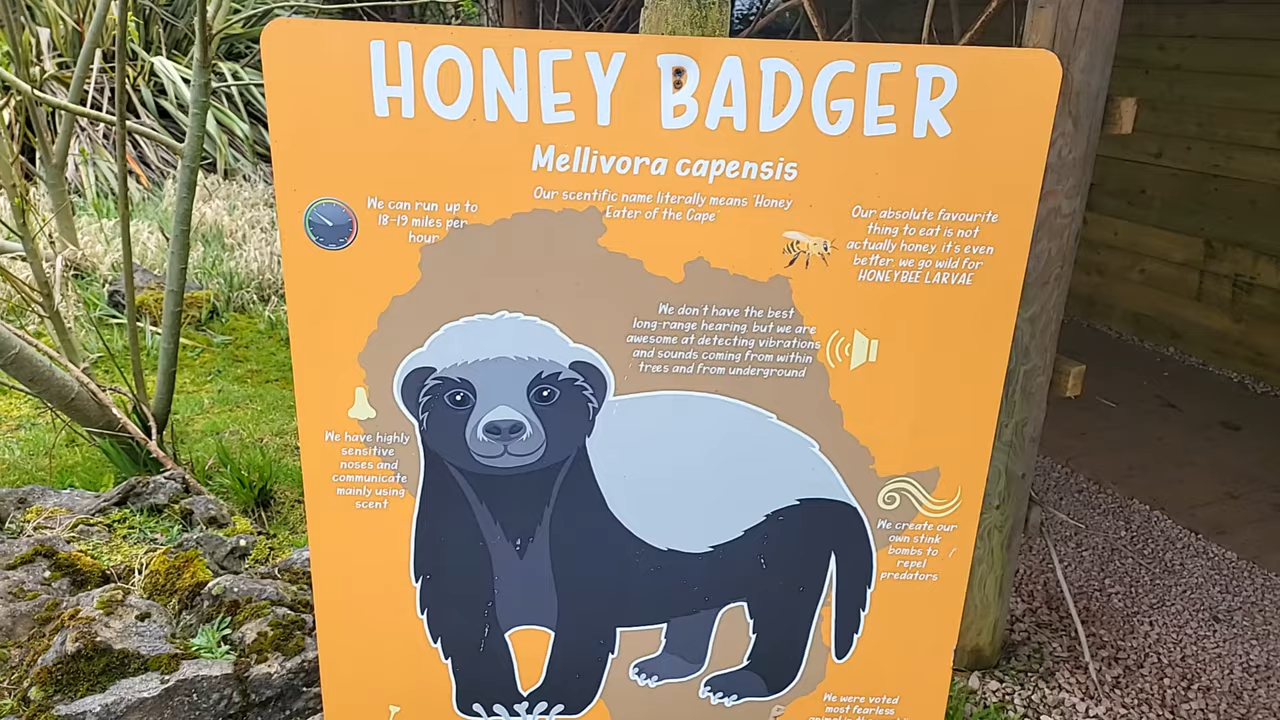 HONEY BADGER
Mellivora capensis
Our scentific name literally means 'Honey
Eater of the Cape'
We can run up to
18-19 miles per
hour
Our absolute favourite
thing to eat is not
actually honey, it's even
better, we go wild for
HONEYBEE LARVAE
We don't have the best
long-range hearing, but we are
awesome at detecting vibrations
and sounds coming from within
trees and from underground
We have highly
sensitive
noses and
communicate
mainly using
scent
We create our
own stink
bombs to
repel
predators
We were voted
most fearless